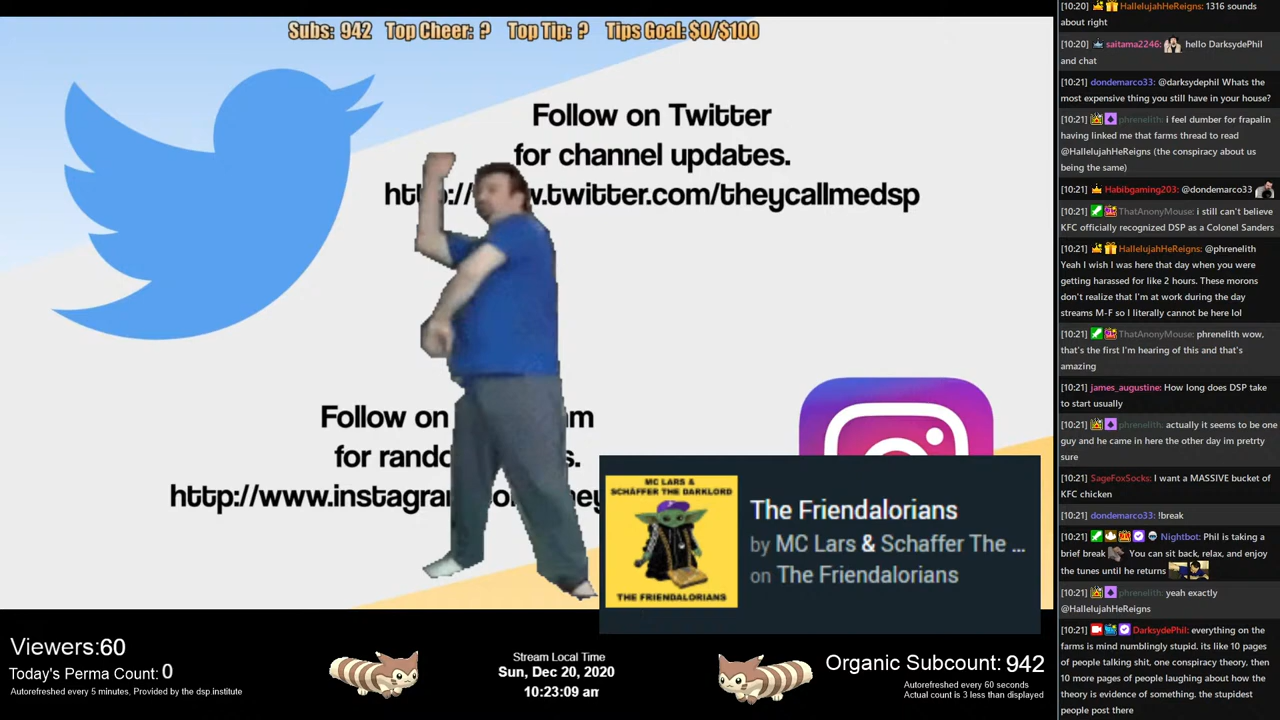 Subs: 942 Top Cheer: ? Top Tip: ? Tips Goal: $0/$100
Follow on Twitter
for channel updates.
http://w.twitter.com/theycallmedsp
Follow on m
for rando s.
http://www.instagra
MC LARS &
SCHÄFFER THE DARKLORD
THE FRIENDALORIANS
The Friendalorians
by MC Lars & Schaffer The ...
on The Friendalorians
Viewers:60
Today's Perma Count: 0
Autorefreshed every 5 minutes, Provided by the dsp institute
Stream Local Time
Sun, Dec 20, 2020
10:23:09 am
Organic Subcount: 942
Autorefreshed every 60 seconds
Actual count is 3 less than displayed
[10:20] HallelujahHeReigns: 1316 sounds
about right
[10:20] saitama2246: hello DarksydePhil
and chat
[10:21] dondemarco33: @darksydephil Whats the
most expensive thing you still have in your house?
[10:21] phrenelith: i feel dumber for frapalin
having linked me that farms thread to read
@HallelujahHeReigns (the conspiracy about us
being the same)
[10:21] Habibgaming203: @dondemarco33
[10:21] ThatAnonyMouse: i still can't believe
KFC officially recognized DSP as a Colonel Sanders
[10:21] HallelujahHeReigns: @phrenelith
Yeah I wish I was here that day when you were
getting harassed for like 2 hours. These morons
don't realize that I'm at work during the day
streams M-F so I literally cannot be here lol
[10:21] ThatAnonyMouse: phrenelith wow,
that's the first I'm hearing of this and that's
amazing
[10:21] james_augustine: How long does DSP take
to start usually
[10:21] phrenelith: actually it seems to be one
guy and he came in here the other day im pretrty
sure
[10:21] SageFoxSocks: I want a MASSIVE bucket of
KFC chicken
[10:21] dondemarco33: !break
[10:21] Nightbot: Phil is taking a
brief break You can sit back, relax, and enjoy
the tunes until he returns
[10:21] phrenelith: yeah exactly
@HallelujahHeReigns
[10:21] DarksydePhil: everything on the
farms is mind numblingly stupid. its like 10 pages
of people talking shit, one conspiracy theory, then
10 more pages of people laughing about how the
theory is evidence of something. the stupidest
people post there